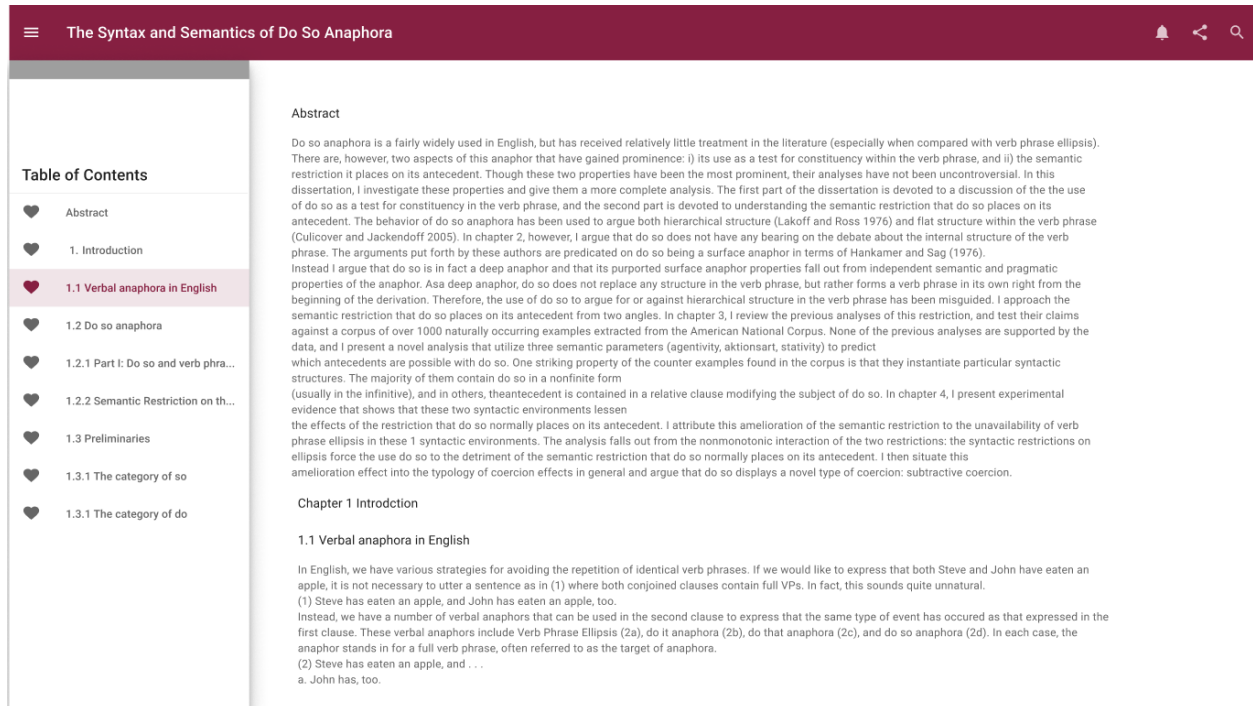 The Syntax and Semantics of Do So Anaphora
Table of Contents
Abstract
1. Introduction
1.1 Verbal anaphora in English
1.2 Do so anaphora
1.2.1 Part I: Do so and verb phra...
1.2.2 Semantic Restriction on th...
1.3 Preliminaries
1.3.1 The category of so
1.3.1 The category of do
Abstract
Do so anaphora is a fairly widely used in English, but has received relatively little treatment in the literature (especially when compared with verb phrase ellipsis).
There are, however, two aspects of this anaphor that have gained prominence: i) its use as a test for constituency within the verb phrase, and ii) the semantic
restriction it places on its antecedent. Though these two properties have been the most prominent, their analyses have not been uncontroversial. In this
dissertation, I investigate these properties and give them a more complete analysis. The first part of the dissertation is devoted to a discussion of the the use
of do so as a test for constituency in the verb phrase, and the second part is devoted to understanding the semantic restriction that do so places on its
antecedent. The behavior of do so anaphora has been used to argue both hierarchical structure (Lakoff and Ross 1976) and flat structure within the verb phrase
(Culicover and Jackendoff 2005). In chapter 2, however, I argue that do so does not have any bearing on the debate about the internal structure of the verb
phrase. The arguments put forth by these authors are predicated on do so being a surface anaphor in terms of Hankamer and Sag (1976).
Instead I argue that do so is in fact a deep anaphor and that its purported surface anaphor properties fall out from independent semantic and pragmatic
properties of the anaphor. Asa deep anaphor, do so does not replace any structure in the verb phrase, but rather forms a verb phrase in its own right from the
beginning of the derivation. Therefore, the use of do so to argue for or against hierarchical structure in the verb phrase has been misguided. I approach the
semantic restriction that do so places on its antecedent from two angles. In chapter 3, I review the previous analyses of this restriction, and test their claims
against a corpus of over 1000 naturally occurring examples extracted from the American National Corpus. None of the previous analyses are supported by the
data, and I present a novel analysis that utilize three semantic parameters (agentivity, aktionsart, stativity) to predict
which antecedents are possible with do so. One striking property of the counter examples found in the corpus is that they instantiate particular syntactic
structures. The majority of them contain do so in a nonfinite form
(usually in the infinitive), and in others, theantecedent is contained in a relative clause modifying the subject of do so. In chapter 4, I present experimental
evidence that shows that these two syntactic environments lessen
the effects of the restriction that do so normally places on its antecedent. I attribute this amelioration of the semantic restriction to the unavailability of verb
phrase ellipsis in these 1 syntactic environments. The analysis falls out from the nonmonotonic interaction of the two restrictions: the syntactic restrictions on
ellipsis force the use do so to the detriment of the semantic restriction that do so normally places on its antecedent. I then situate this
amelioration effect into the typology of coercion effects in general and argue that do so displays a novel type of coercion: subtractive coercion.
Chapter 1 Introdction
1.1 Verbal anaphora in English
In English, we have various strategies for avoiding the repetition of identical verb phrases. If we would like to express that both Steve and John have eaten an
apple, it is not necessary to utter a sentence as in (1) where both conjoined clauses contain full VPs. In fact, this sounds quite unnatural.
(1) Steve has eaten an apple, and John has eaten an apple, too.
Instead, we have a number of verbal anaphors that can be used in the second clause to express that the same type of event has occured as that expressed in the
first clause. These verbal anaphors include Verb Phrase Ellipsis (2a), do it anaphora (2b), do that anaphora (2c), and do so anaphora (2d). In each case, the
anaphor stands in for a full verb phrase, often referred to as the target of anaphora.
(2) Steve has eaten an apple, and . . .
a. John has, too.